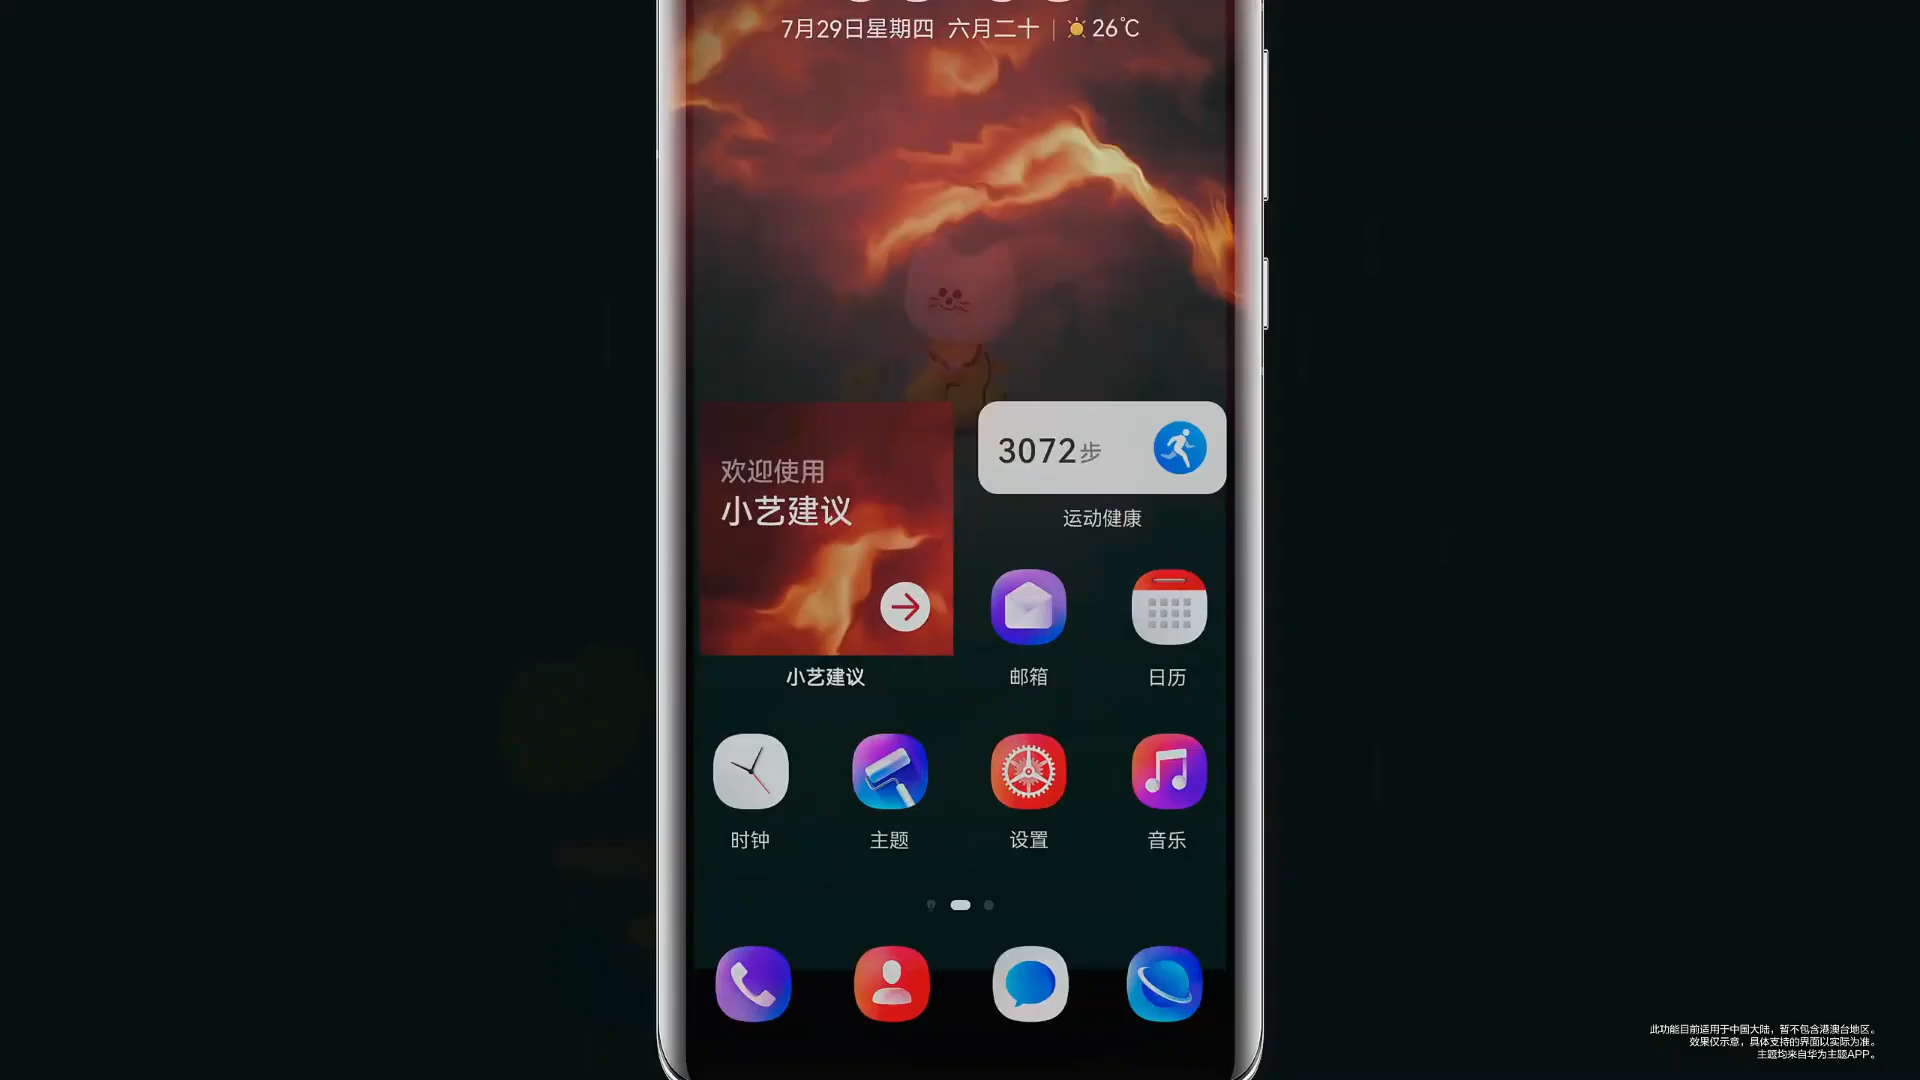 7月29日星期四 六月二十 26℃
3072步
欢迎使用
小艺建议
运动健康
小艺建议
邮箱
日历
时钟
主题
设置
音乐
此功能目前适用于中国大陆，暂不包含港澳台地区。
效果仅示意，具体支持的界面以实际为准。
主题均来自华为主题APP。